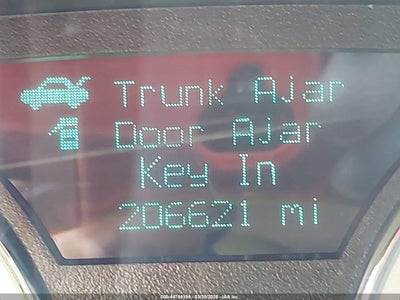 Trunk Ajar
Door Ajar
Key In
206621 mi